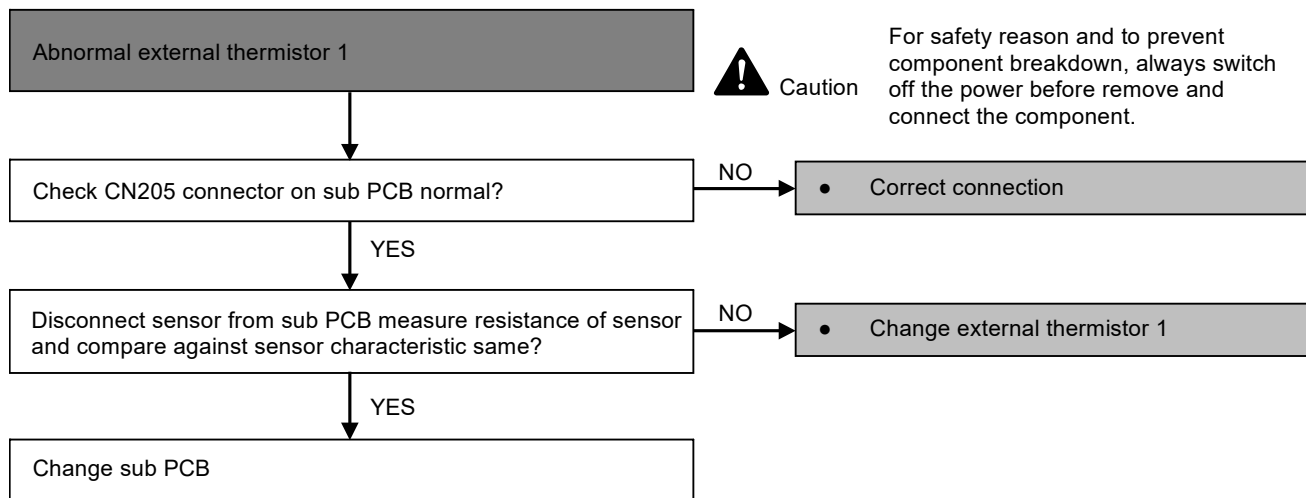 Abnormal external thermistor 1
Caution
For safety reason and to prevent
component breakdown, always switch
off the power before remove and
connect the component.
Check CN205 connector on sub PCB normal?
NO
● Correct connection
YES
Disconnect sensor from sub PCB measure resistance of sensor
and compare against sensor characteristic same?
NO
● Change external thermistor 1
YES
Change sub PCB